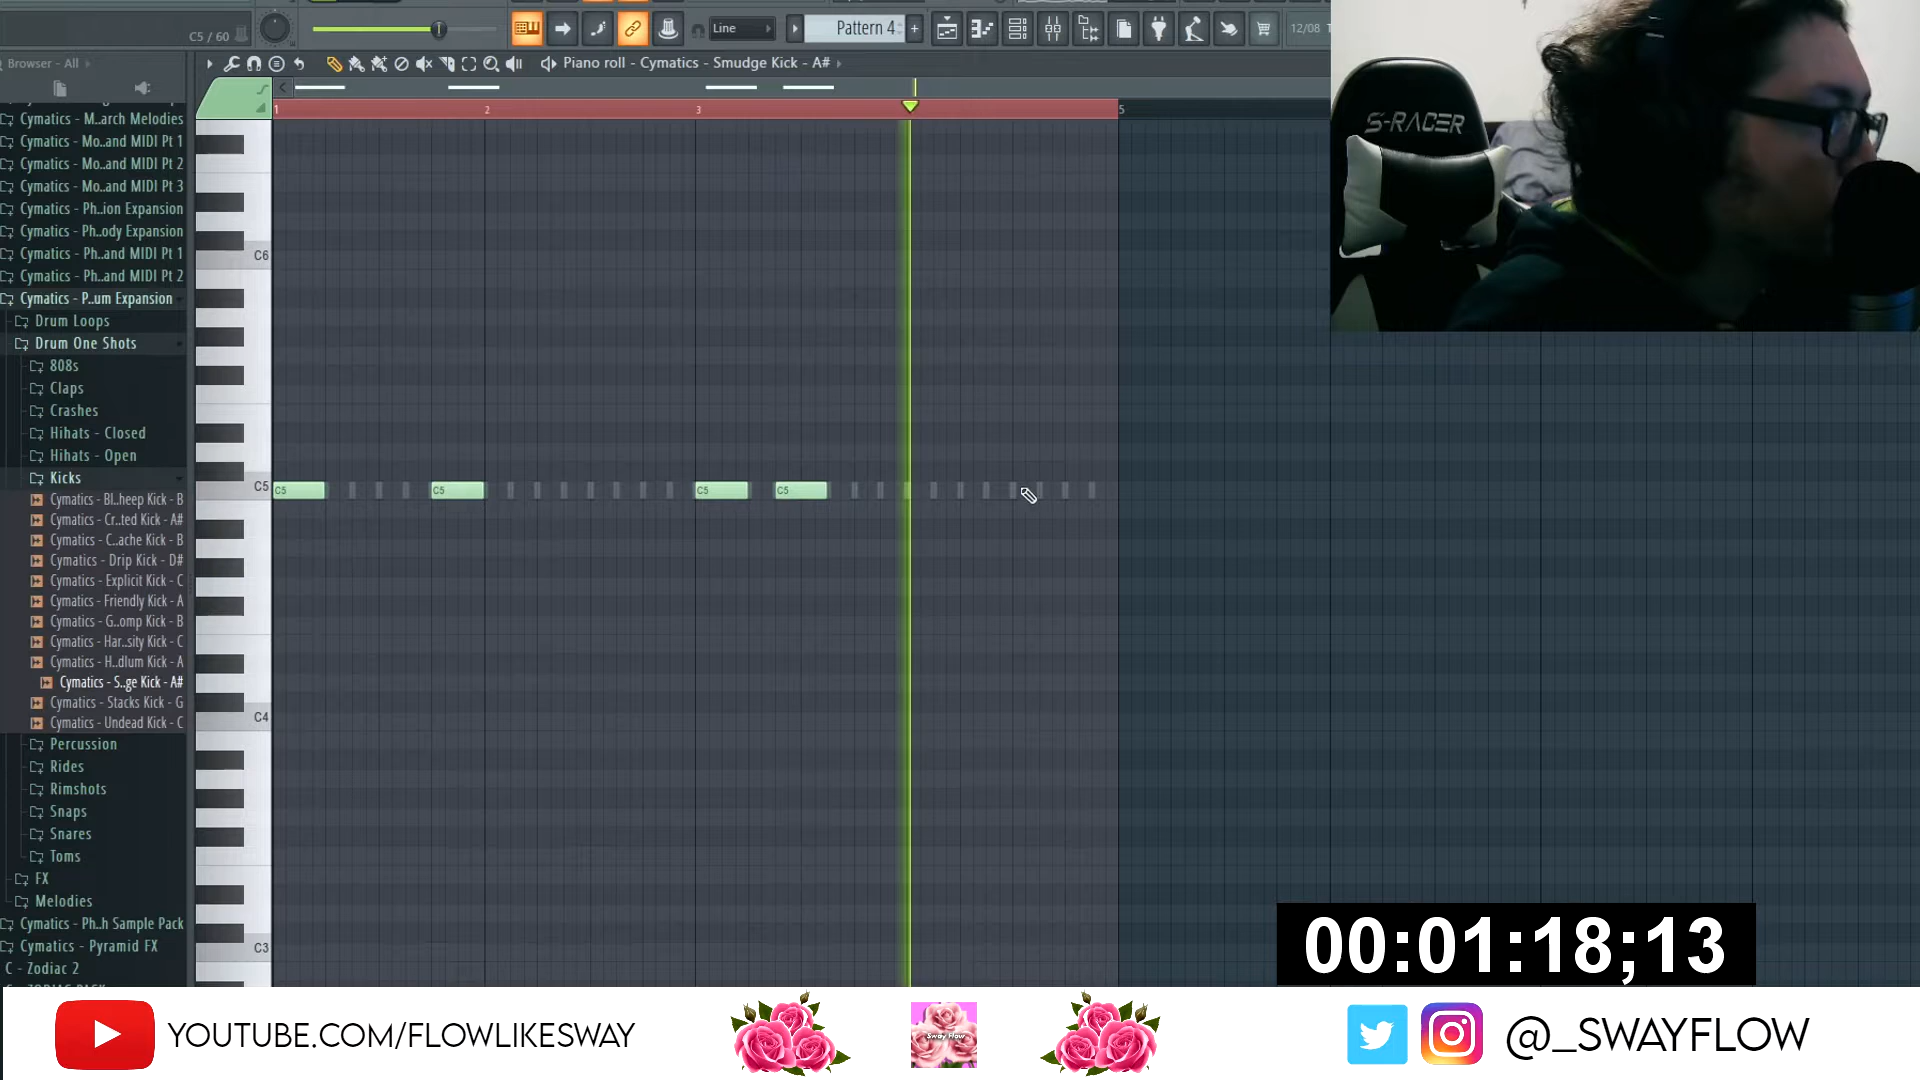 C5 / 60
Line
Pattern 4
+
12/08
Browser - All
Piano roll - Cymatics - Smudge Kick - A#
Cymatics - M..arch Melodies
Cymatics - Mo..and MIDI Pt 1
Cymatics - Mo..and MIDI Pt 2
Cymatics - Mo..and MIDI Pt 3
Cymatics - Ph..ion Expansion
Cymatics - Ph..ody Expansion
Cymatics - Ph..and MIDI Pt 1
Cymatics - Ph..and MIDI Pt 2
Cymatics - P..um Expansion
Drum Loops
Drum One Shots
808s
Claps
Crashes
Hihats - Closed
Hihats - Open
Kicks
Cymatics - Bl..heep Kick - B
Cymatics - Cr..ted Kick - A#
Cymatics - C..ache Kick - B
Cymatics - Drip Kick - D#
Cymatics - Explicit Kick - C
Cymatics - Friendly Kick - A
Cymatics - G..omp Kick - B
Cymatics - Har..sity Kick - C
Cymatics - H..dlum Kick - A
Cymatics - S..ge Kick - A#
Cymatics - Stacks Kick - G
Cymatics - Undead Kick - C
Percussion
Rides
Rimshots
Snaps
Snares
Toms
FX
Melodies
Cymatics - Ph..h Sample Pack
Cymatics - Pyramid FX
C - Zodiac 2
1 2 3 5
C6
C5
C5 C5 C5 C5
C4
C3
S-RACER
00:01:18;13
YOUTUBE.COM/FLOWLIKESWAY
Sway Flow
@_SWAYFLOW